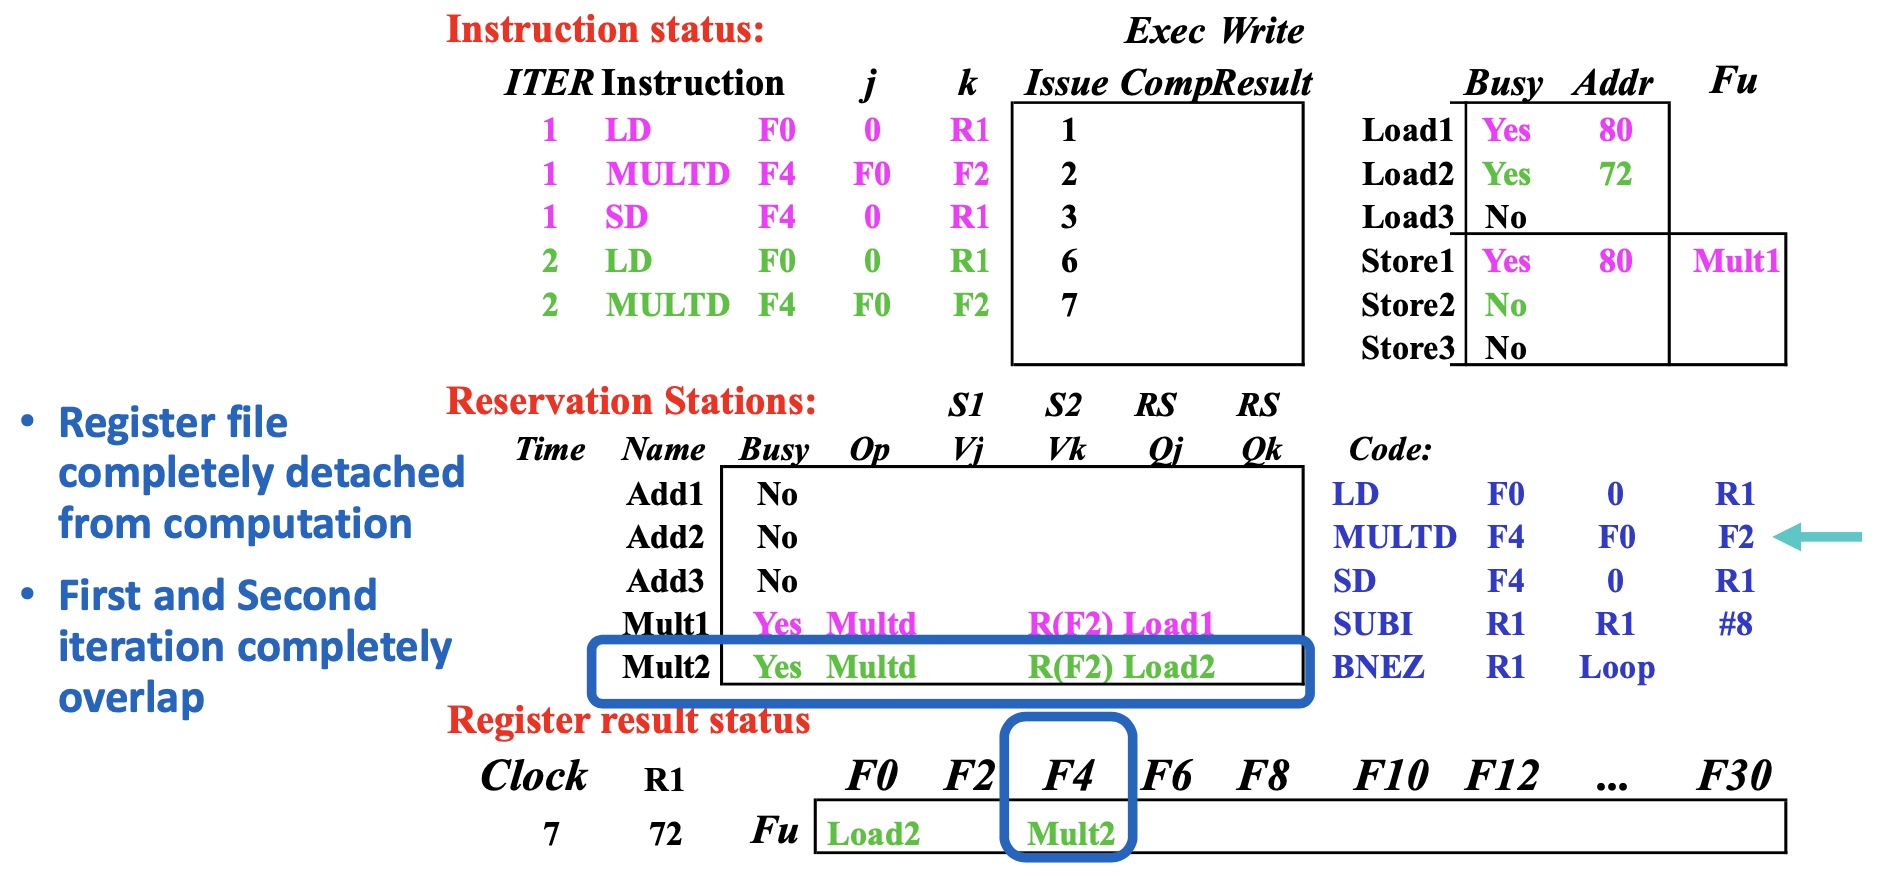 Instruction status: Exec Write
ITER Instruction j k Issue CompResult Busy Addr Fu
1 LD F0 0 R1 1 Load1 Yes 80
1 MULTD F4 F0 F2 2 Load2 Yes 72
1 SD F4 0 R1 3 Load3 No
2 LD F0 0 R1 6 Store1 Yes 80 Mult1
2 MULTD F4 F0 F2 7 Store2 No
Store3 No
• Register file
completely detached
from computation
• First and Second
iteration completely
overlap
Reservation Stations: S1 S2 RS RS
Time Name Busy Op Vj Vk Qj Qk Code:
Add1 No LD F0 0 R1
Add2 No MULTD F4 F0 F2
Add3 No SD F4 0 R1
Mult1 Yes Multd R(F2) Load1 SUBI R1 R1 #8
Mult2 Yes Multd R(F2) Load2 BNEZ R1 Loop
Register result status
Clock R1 F0 F2 F4 F6 F8 F10 F12 ... F30
7 72 Fu Load2 Mult2